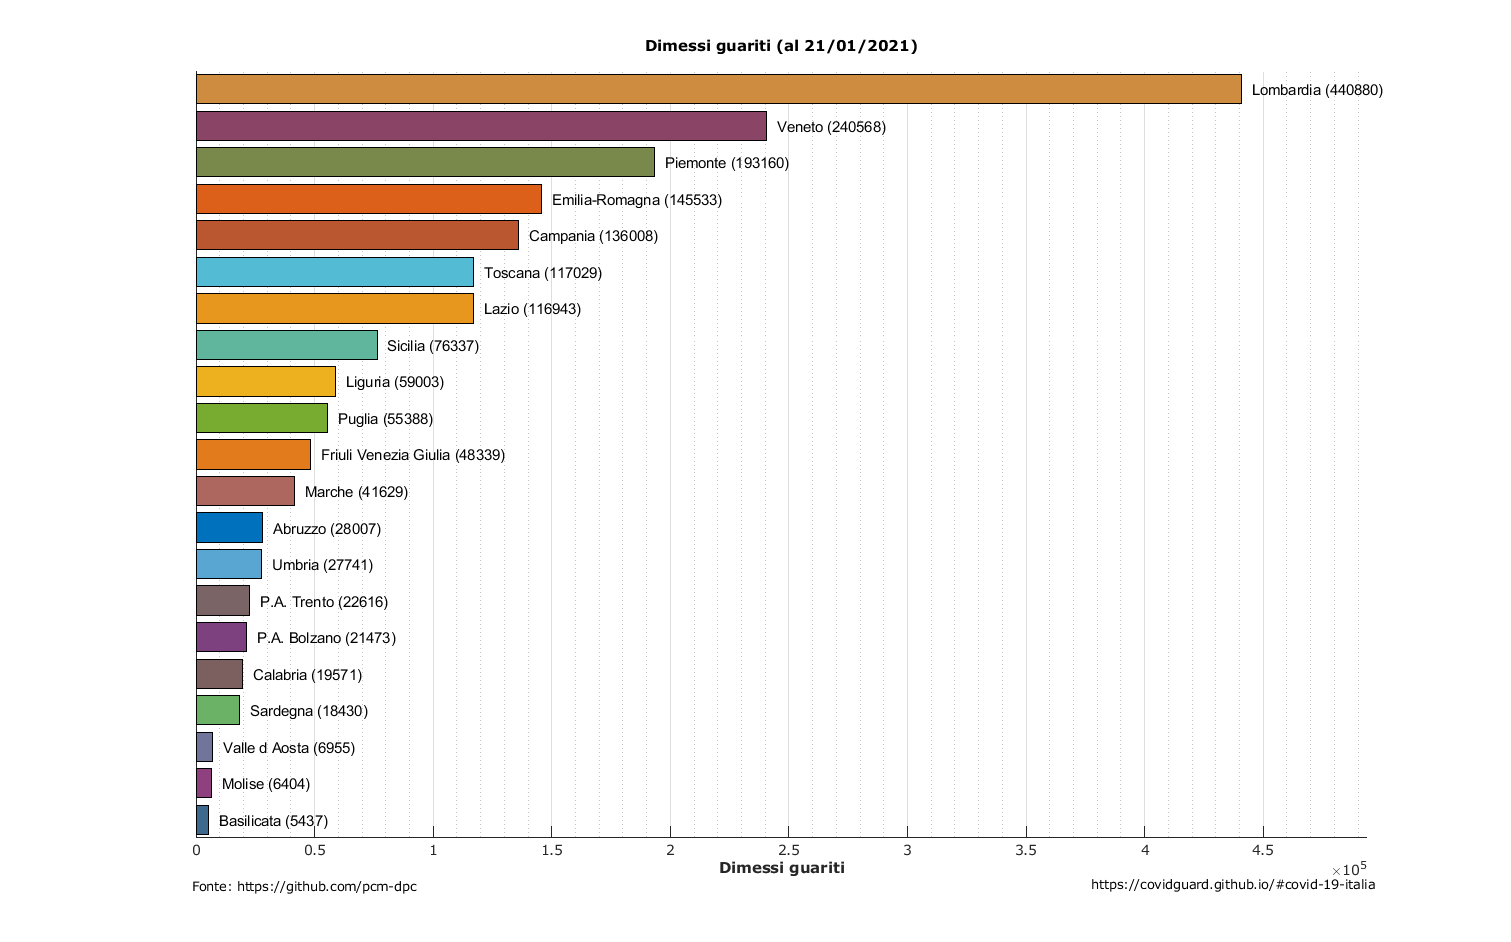 Dimessi guariti (al 21/01/2021)
Lombardia (440880)
Veneto (240568)
Piemonte (193160)
Emilia-Romagna (145533)
Campania (136008)
Toscana (117029)
Lazio (116943)
Sicilia (76337)
Liguria (59003)
Puglia (55388)
Friuli Venezia Giulia (48339)
Marche (41629)
Abruzzo (28007)
Umbria (27741)
P.A. Trento (22616)
P.A. Bolzano (21473)
Calabria (19571)
Sardegna (18430)
Valle d Aosta (6955)
Molise (6404)
Basilicata (5437)
0 0.5 1 1.5 2 2.5 3 3.5 4 4.5
Dimessi guariti
×10⁵
Fonte: https://github.com/pcm-dpc
https://covidguard.github.io/#covid-19-italia